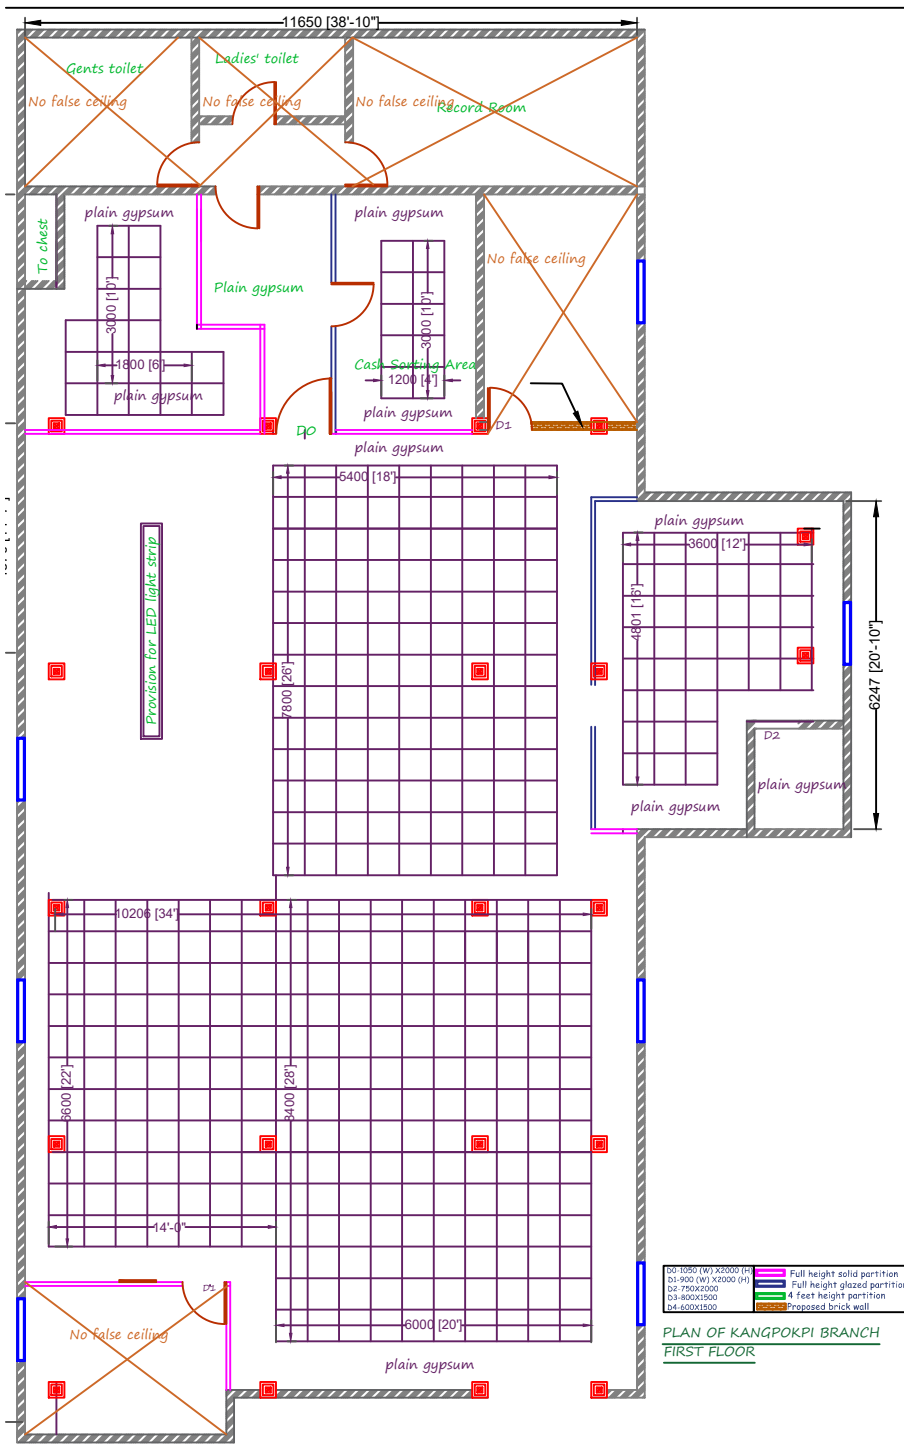 11650 [38'-10"]
Gents toilet
Ladies' toilet
No false ceiling
No false ceiling
No false ceiling
Record Room
To chest
plain gypsum
plain gypsum
Plain gypsum
No false ceiling
3000 [10']
3000 [10']
1800 [6']
Cash Sorting Area
1200 [4']
plain gypsum
plain gypsum
D0
D1
plain gypsum
5400 [18']
plain gypsum
3600 [12']
Provision for LED light strip
4801 [16']
6247 [20'-10"]
7800 [26']
D2
plain gypsum
plain gypsum
10206 [34']
6600 [22']
8400 [28']
14'-0"
D1
No false ceiling
6000 [20']
plain gypsum
D0-1050 (W) X2000 (H)
D1-900 (W) X2000 (H)
D2-750X2000
D3-800X1500
D4-600X1500
Full height solid partition
Full height glazed partition
4 feet height partition
Proposed brick wall
PLAN OF KANGPOKPI BRANCH
FIRST FLOOR